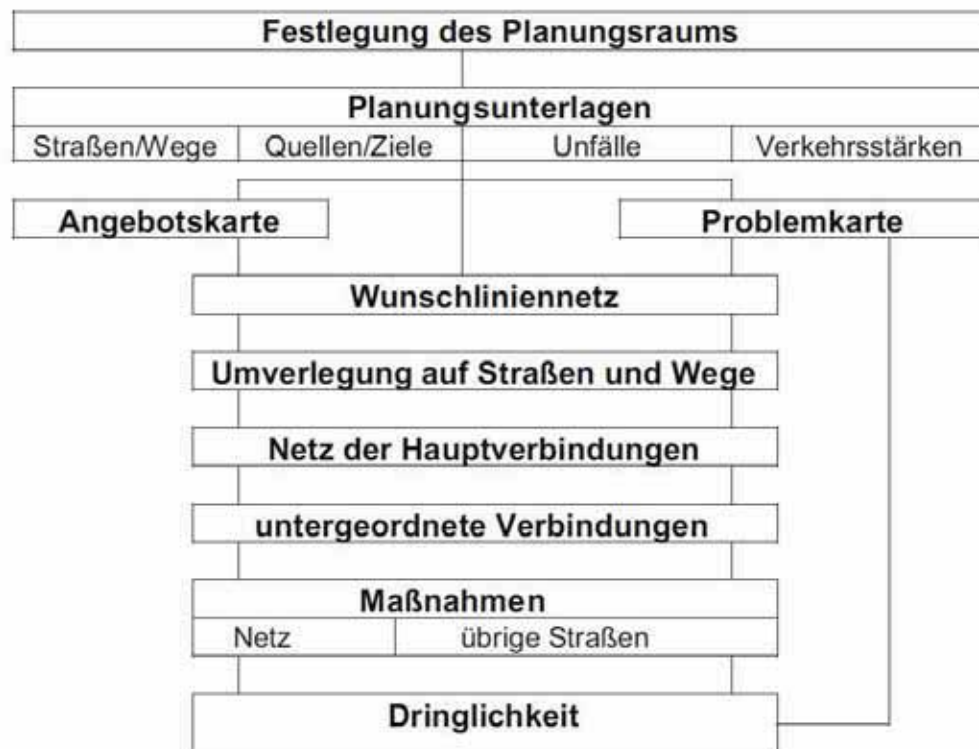 Festlegung des Planungsraums
Planungsunterlagen
Straßen/Wege Quellen/Ziele Unfälle Verkehrsstärken
Angebotskarte Problemkarte
Wunschliniennetz
Umverlegung auf Straßen und Wege
Netz der Hauptverbindungen
untergeordnete Verbindungen
Maßnahmen
Netz übrige Straßen
Dringlichkeit